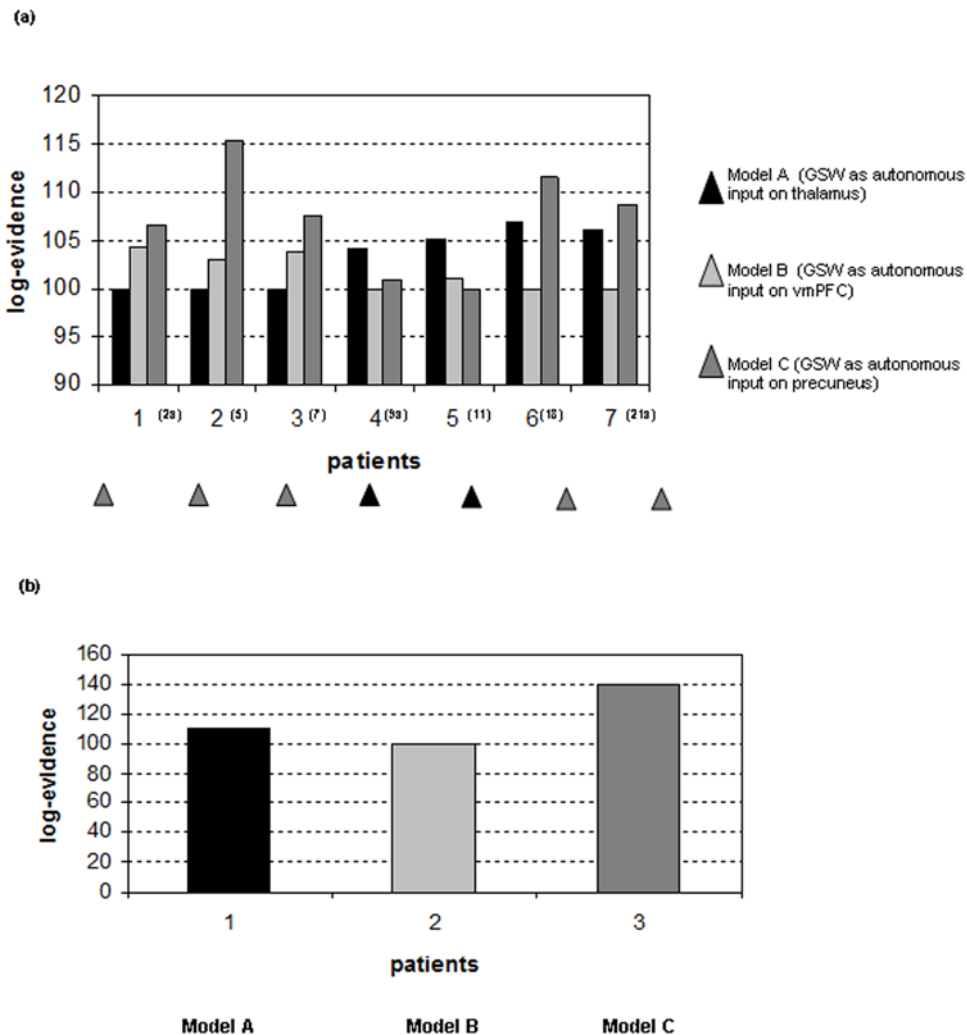 (a)
120
115
110
105
100
95
90
log-evidence
1 (2a) 2 (5) 3 (7) 4 (9a) 5 (11) 6 (18) 7 (21a)
patients
Model A (GSW as autonomous
input on thalamus)
Model B (GSW as autonomous
input on vmPFC)
Model C (GSW as autonomous
input on precuneus)
(b)
160
140
120
100
80
60
40
20
0
log-evidence
1 2 3
patients
Model A Model B Model C